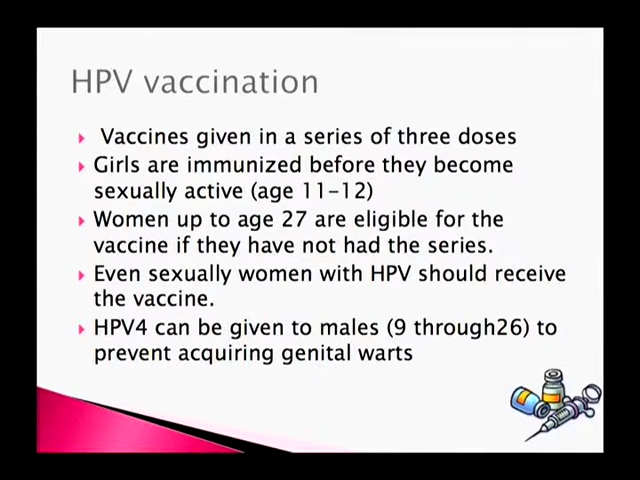 HPV vaccination
Vaccines given in a series of three doses
Girls are immunized before they become
sexually active (age 11-12)
Women up to age 27 are eligible for the
vaccine if they have not had the series.
Even sexually women with HPV should receive
the vaccine.
HPV4 can be given to males (9 through26) to
prevent acquiring genital warts